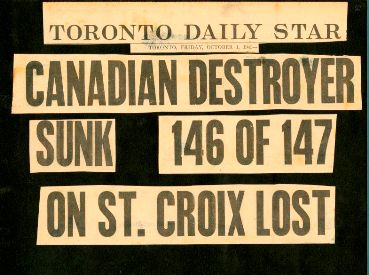 TORONTO DAILY STAR
TORONTO, FRIDAY, OCTOBER 1,
CANADIAN DESTROYER
SUNK 146 OF 147
ON ST. CROIX LOST